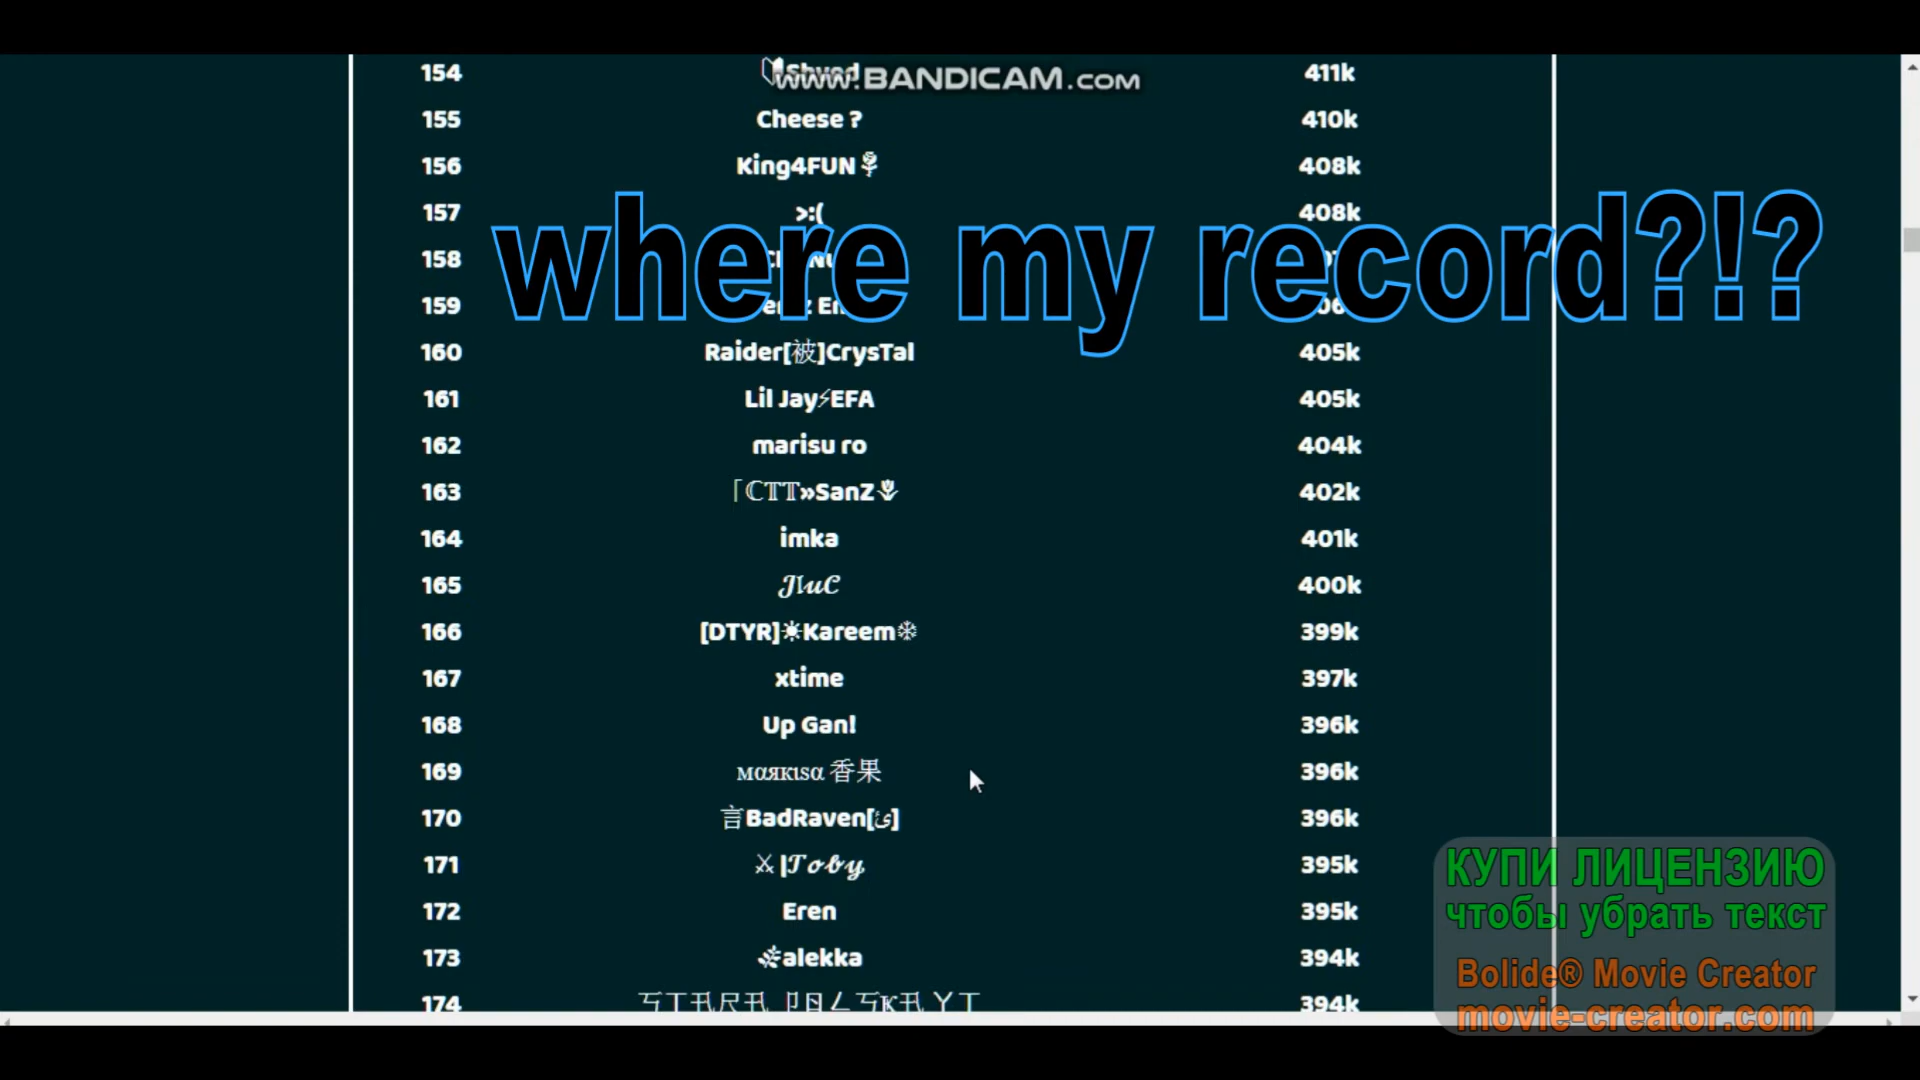 154 411k
www.BANDICAM.com
155 Cheese ? 410k
156 King4FUN 408k
157 >:( 408k
where my record?!?
158
159
160 Raider[被]CrysTal 405k
161 Lil Jay⚡EFA 405k
162 marisu ro 404k
163 「ℂ𝕋𝕋»SanZ 402k
164 imka 401k
165 400k
166 [DTYR]☀Kareem❄ 399k
167 xtime 397k
168 Up Gan! 396k
169 мαякιsα 香果 396k
170 言BadRaven[ئ] 396k
171 ⚔|𝓣𝓸𝓫𝔂 395k
172 Eren 395k
173 alekka 394k
174 394k
КУПИ ЛИЦЕНЗИЮ
чтобы убрать текст
Bolide® Movie Creator
movie-creator.com